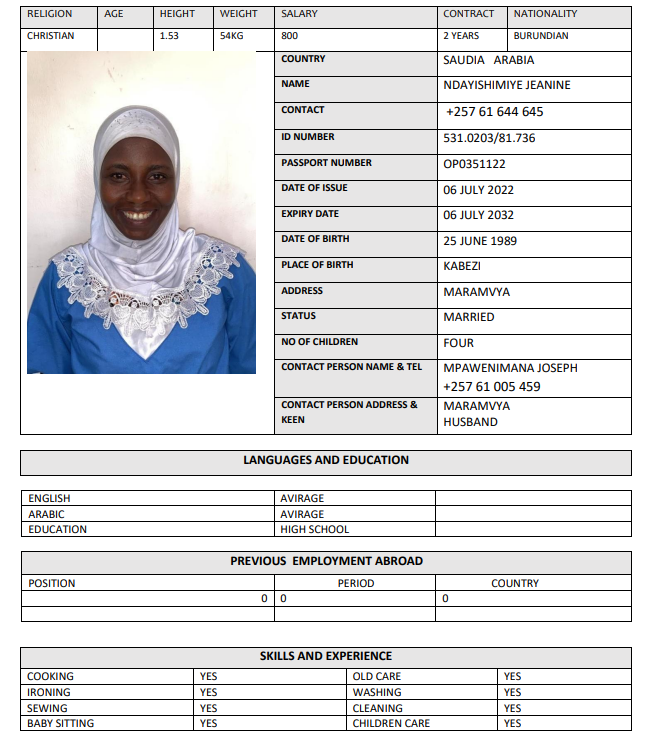 RELIGION AGE HEIGHT WEIGHT SALARY CONTRACT NATIONALITY
CHRISTIAN 1.53 54KG 800 2 YEARS BURUNDIAN
COUNTRY SAUDIA ARABIA
NAME NDAYISHIMIYE JEANINE
CONTACT +257 61 644 645
ID NUMBER 531.0203/81.736
PASSPORT NUMBER OP0351122
DATE OF ISSUE 06 JULY 2022
EXPIRY DATE 06 JULY 2032
DATE OF BIRTH 25 JUNE 1989
PLACE OF BIRTH KABEZI
ADDRESS MARAMVYA
STATUS MARRIED
NO OF CHILDREN FOUR
CONTACT PERSON NAME & TEL MPAWENIMANA JOSEPH
+257 61 005 459
CONTACT PERSON ADDRESS & MARAMVYA
KEEN HUSBAND
LANGUAGES AND EDUCATION
ENGLISH AVIRAGE
ARABIC AVIRAGE
EDUCATION HIGH SCHOOL
PREVIOUS EMPLOYMENT ABROAD
POSITION PERIOD COUNTRY
0 0 0
SKILLS AND EXPERIENCE
COOKING YES OLD CARE YES
IRONING YES WASHING YES
SEWING YES CLEANING YES
BABY SITTING YES CHILDREN CARE YES